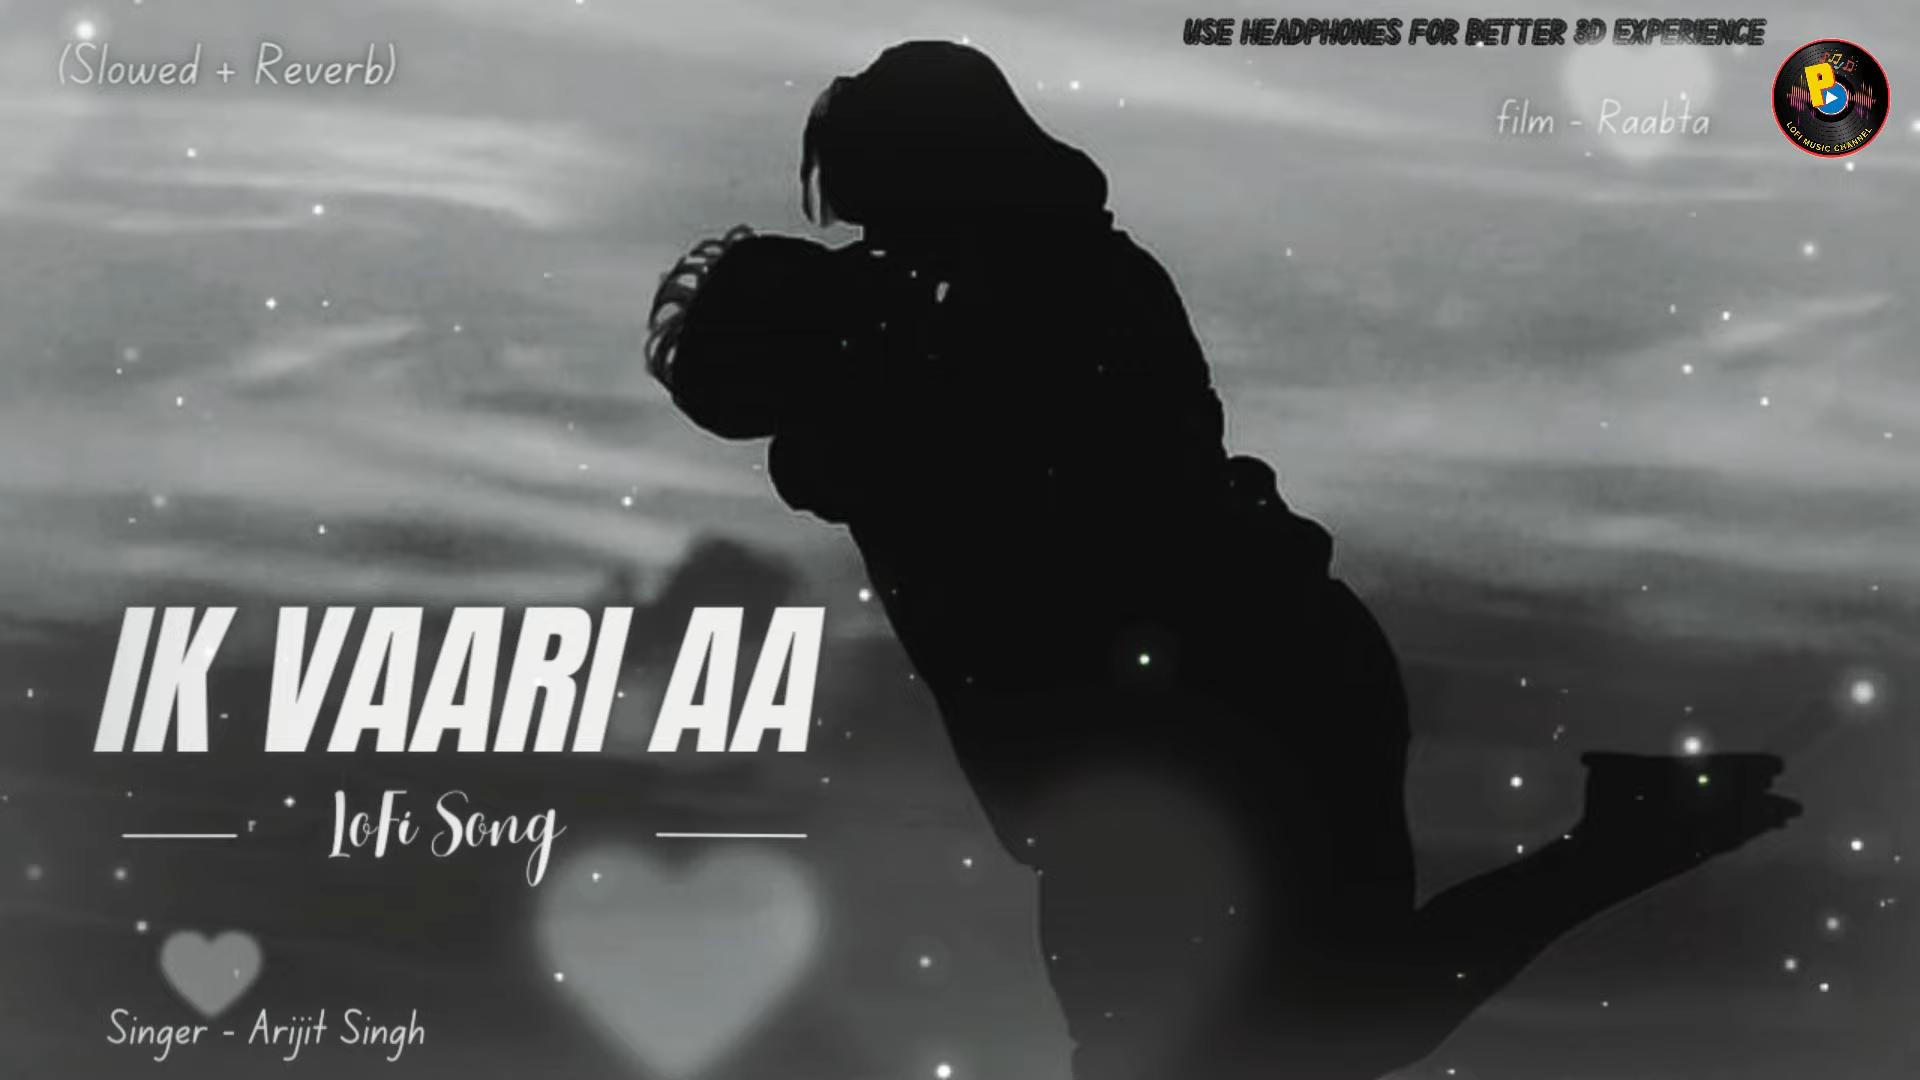 USE HEADPHONES FOR BETTER 3D EXPERIENCE
(Slowed + Reverb)
film - Raabta
P
LOFI MUSIC CHANNEL
IK VAARI AA
LoFi Song
Singer - Arijit Singh